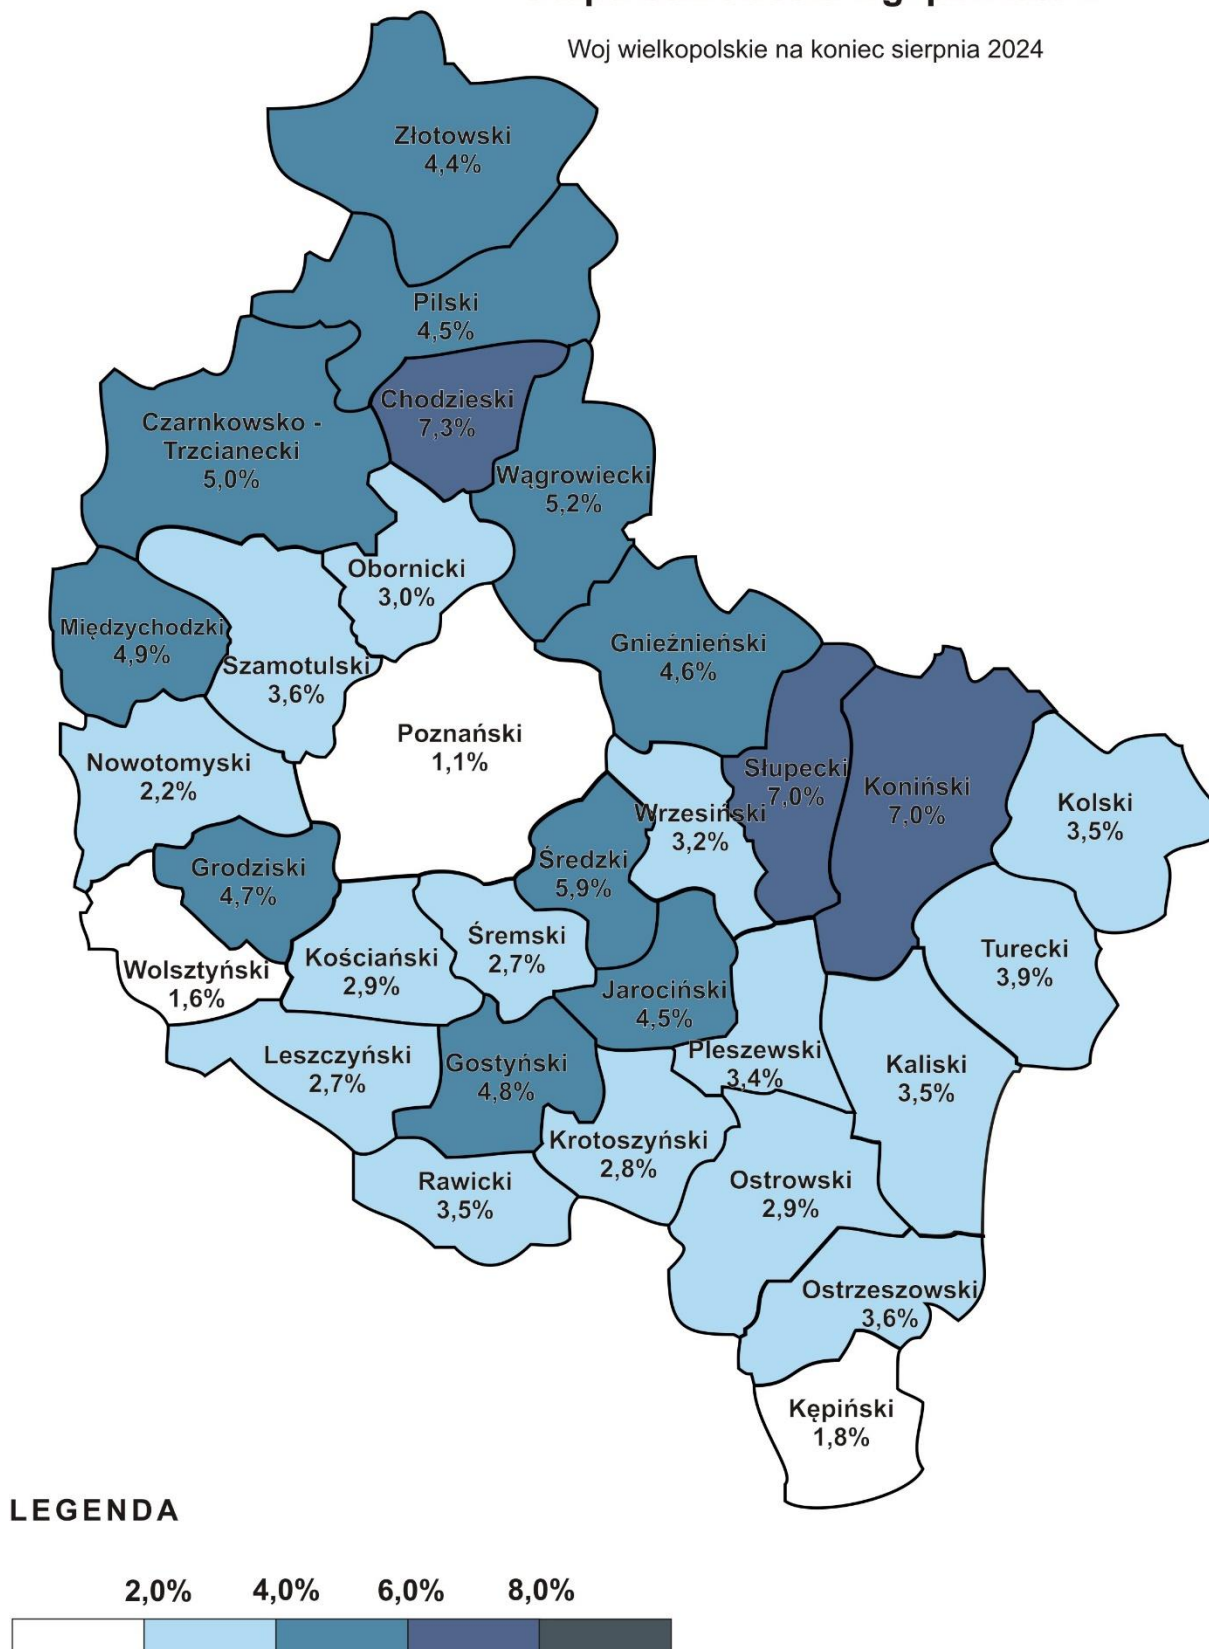 Woj wielkopolskie na koniec sierpnia 2024
Złotowski
4,4%
Pilski
4,5%
Chodzieski
7,3%
Czarnkowsko -
Trzcianecki
5,0%
Wągrowiecki
5,2%
Obornicki
3,0%
Międzychodzki
4,9%
Szamotulski
3,6%
Gnieźnieński
4,6%
Poznański
1,1%
Nowotomyski
2,2%
Słupecki
7,0%
Koniński
7,0%
Kolski
3,5%
Wrzesiński
3,2%
Grodziski
4,7%
Średzki
5,9%
Śremski
2,7%
Kościański
2,9%
Wolsztyński
1,6%
Turecki
3,9%
Jarociński
4,5%
Leszczyński
2,7%
Gostyński
4,8%
Pleszewski
3,4%
Kaliski
3,5%
Krotoszyński
2,8%
Rawicki
3,5%
Ostrowski
2,9%
Ostrzeszowski
3,6%
Kępiński
1,8%
LEGENDA
2,0% 4,0% 6,0% 8,0%